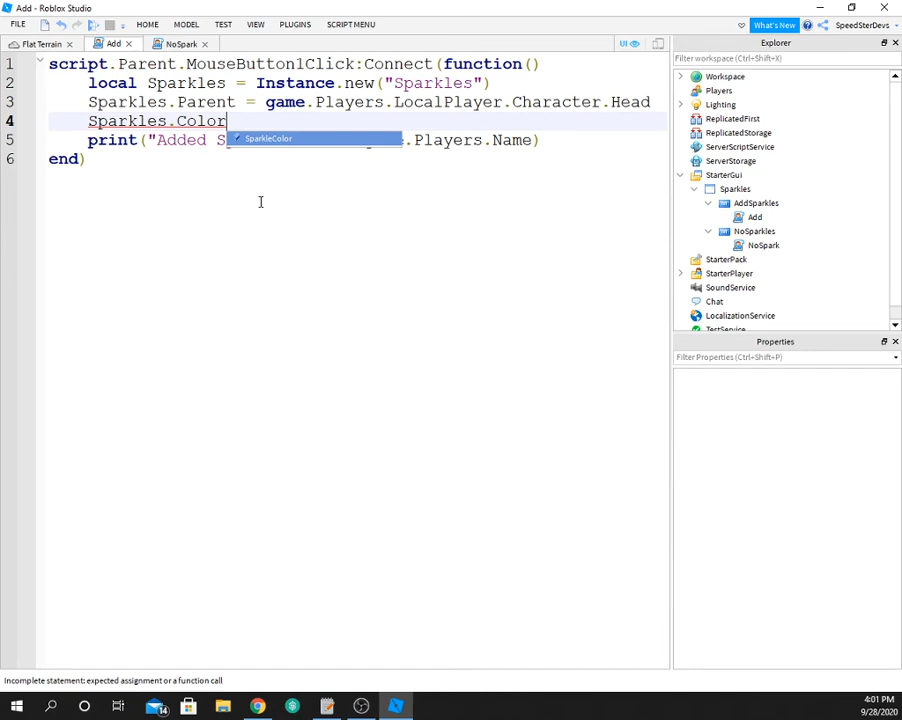 Add - Roblox Studio
FILE HOME MODEL TEST VIEW PLUGINS SCRIPT MENU What's New SpeedSterDevs
Flat Terrain Add NoSpark UI
1 script.Parent.MouseButton1Click:Connect(function()
2 local Sparkles = Instance.new("Sparkles")
3 Sparkles.Parent = game.Players.LocalPlayer.Character.Head
4 Sparkles.Color
SparkleColor
5 print("Added S .Players.Name)
6 end)
Explorer
Filter workspace (Ctrl+Shift+X)
Workspace
Players
Lighting
ReplicatedFirst
ReplicatedStorage
ServerScriptService
ServerStorage
StarterGui
Sparkles
AddSparkles
Add
NoSparkles
NoSpark
StarterPack
StarterPlayer
SoundService
Chat
LocalizationService
TestService
Properties
Filter Properties (Ctrl+Shift+P)
Incomplete statement: expected assignment or a function call
14
4:01 PM
9/28/2020